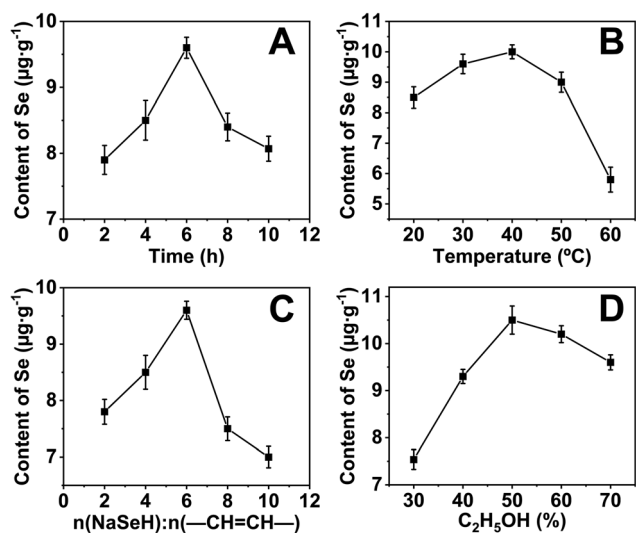 A
Content of Se (μg·g⁻¹)
10
9
8
7
0 2 4 6 8 10 12
Time (h)
B
Content of Se (μg·g⁻¹)
11
10
9
8
7
6
5
20 30 40 50 60
Temperature (ºC)
C
Content of Se (μg·g⁻¹)
10
9
8
7
0 2 4 6 8 10 12
n(NaSeH):n(—CH=CH—)
D
Content of Se (μg·g⁻¹)
11
10
9
8
7
30 40 50 60 70
C₂H₅OH (%)